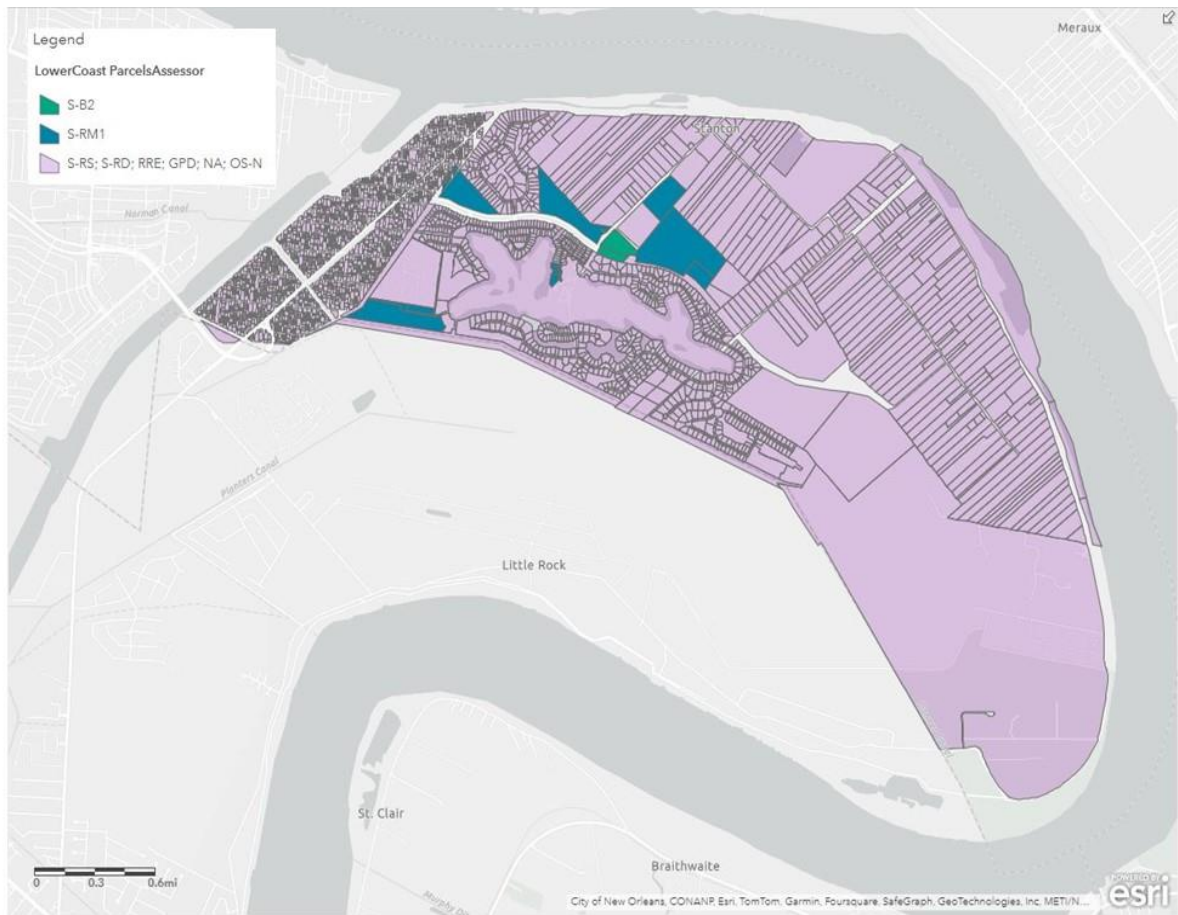 Legend
LowerCoast ParcelsAssessor
S-B2
S-RM1
S-RS; S-RD; RRE; GPD; NA; OS-N
Meraux
Stanton
Norman Canal
Planters Canal
Little Rock
St. Clair
Braithwaite
0 0.3 0.6mi
City of New Orleans, CONANP, Esri, TomTom, Garmin, Foursquare, SafeGraph, GeoTechnologies, Inc, METI/N...
POWERED BY
esri